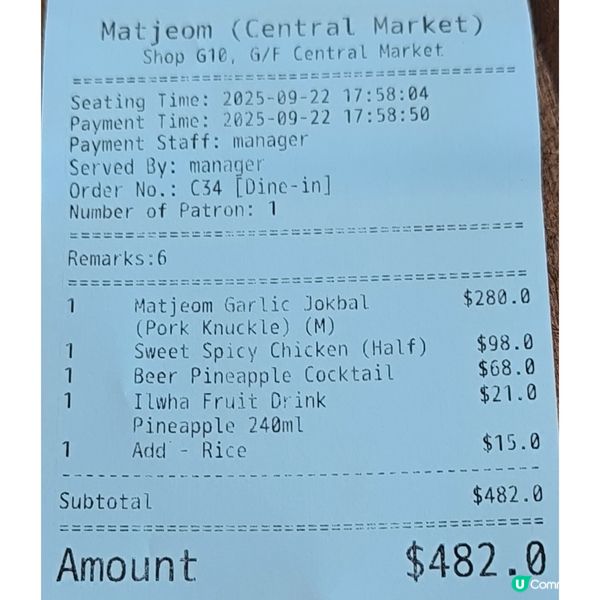 Matjeom (Central Market)
Shop G10, G/F Central Market
Seating Time: 2025-09-22 17:58:04
Payment Time: 2025-09-22 17:58:50
Payment Staff: manager
Served By: manager
Order No.: C34 [Dine-in]
Number of Patron: 1
Remarks:6
1 Matjeom Garlic Jokbal $280.0
(Pork Knuckle) (M)
1 Sweet Spicy Chicken (Half) $98.0
1 Beer Pineapple Cocktail $68.0
1 Ilwha Fruit Drink $21.0
Pineapple 240ml
1 Add - Rice $15.0
Subtotal $482.0
Amount $482.0